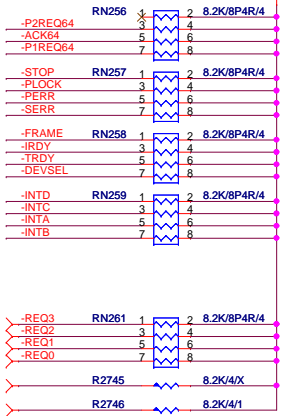 RN256 1 2 8.2K/8P4R/4
-P2REQ64 3 4
-ACK64 5 6
-P1REQ64 7 8
-STOP RN257 1 2 8.2K/8P4R/4
-PLOCK 3 4
-PERR 5 6
-SERR 7 8
-FRAME RN258 1 2 8.2K/8P4R/4
-IRDY 3 4
-TRDY 5 6
-DEVSEL 7 8
-INTD RN259 1 2 8.2K/8P4R/4
-INTC 3 4
-INTA 5 6
-INTB 7 8
-REQ3 RN261 1 2 8.2K/8P4R/4
-REQ2 3 4
-REQ1 5 6
-REQ0 7 8
R2745 8.2K/4/X
R2746 8.2K/4/1